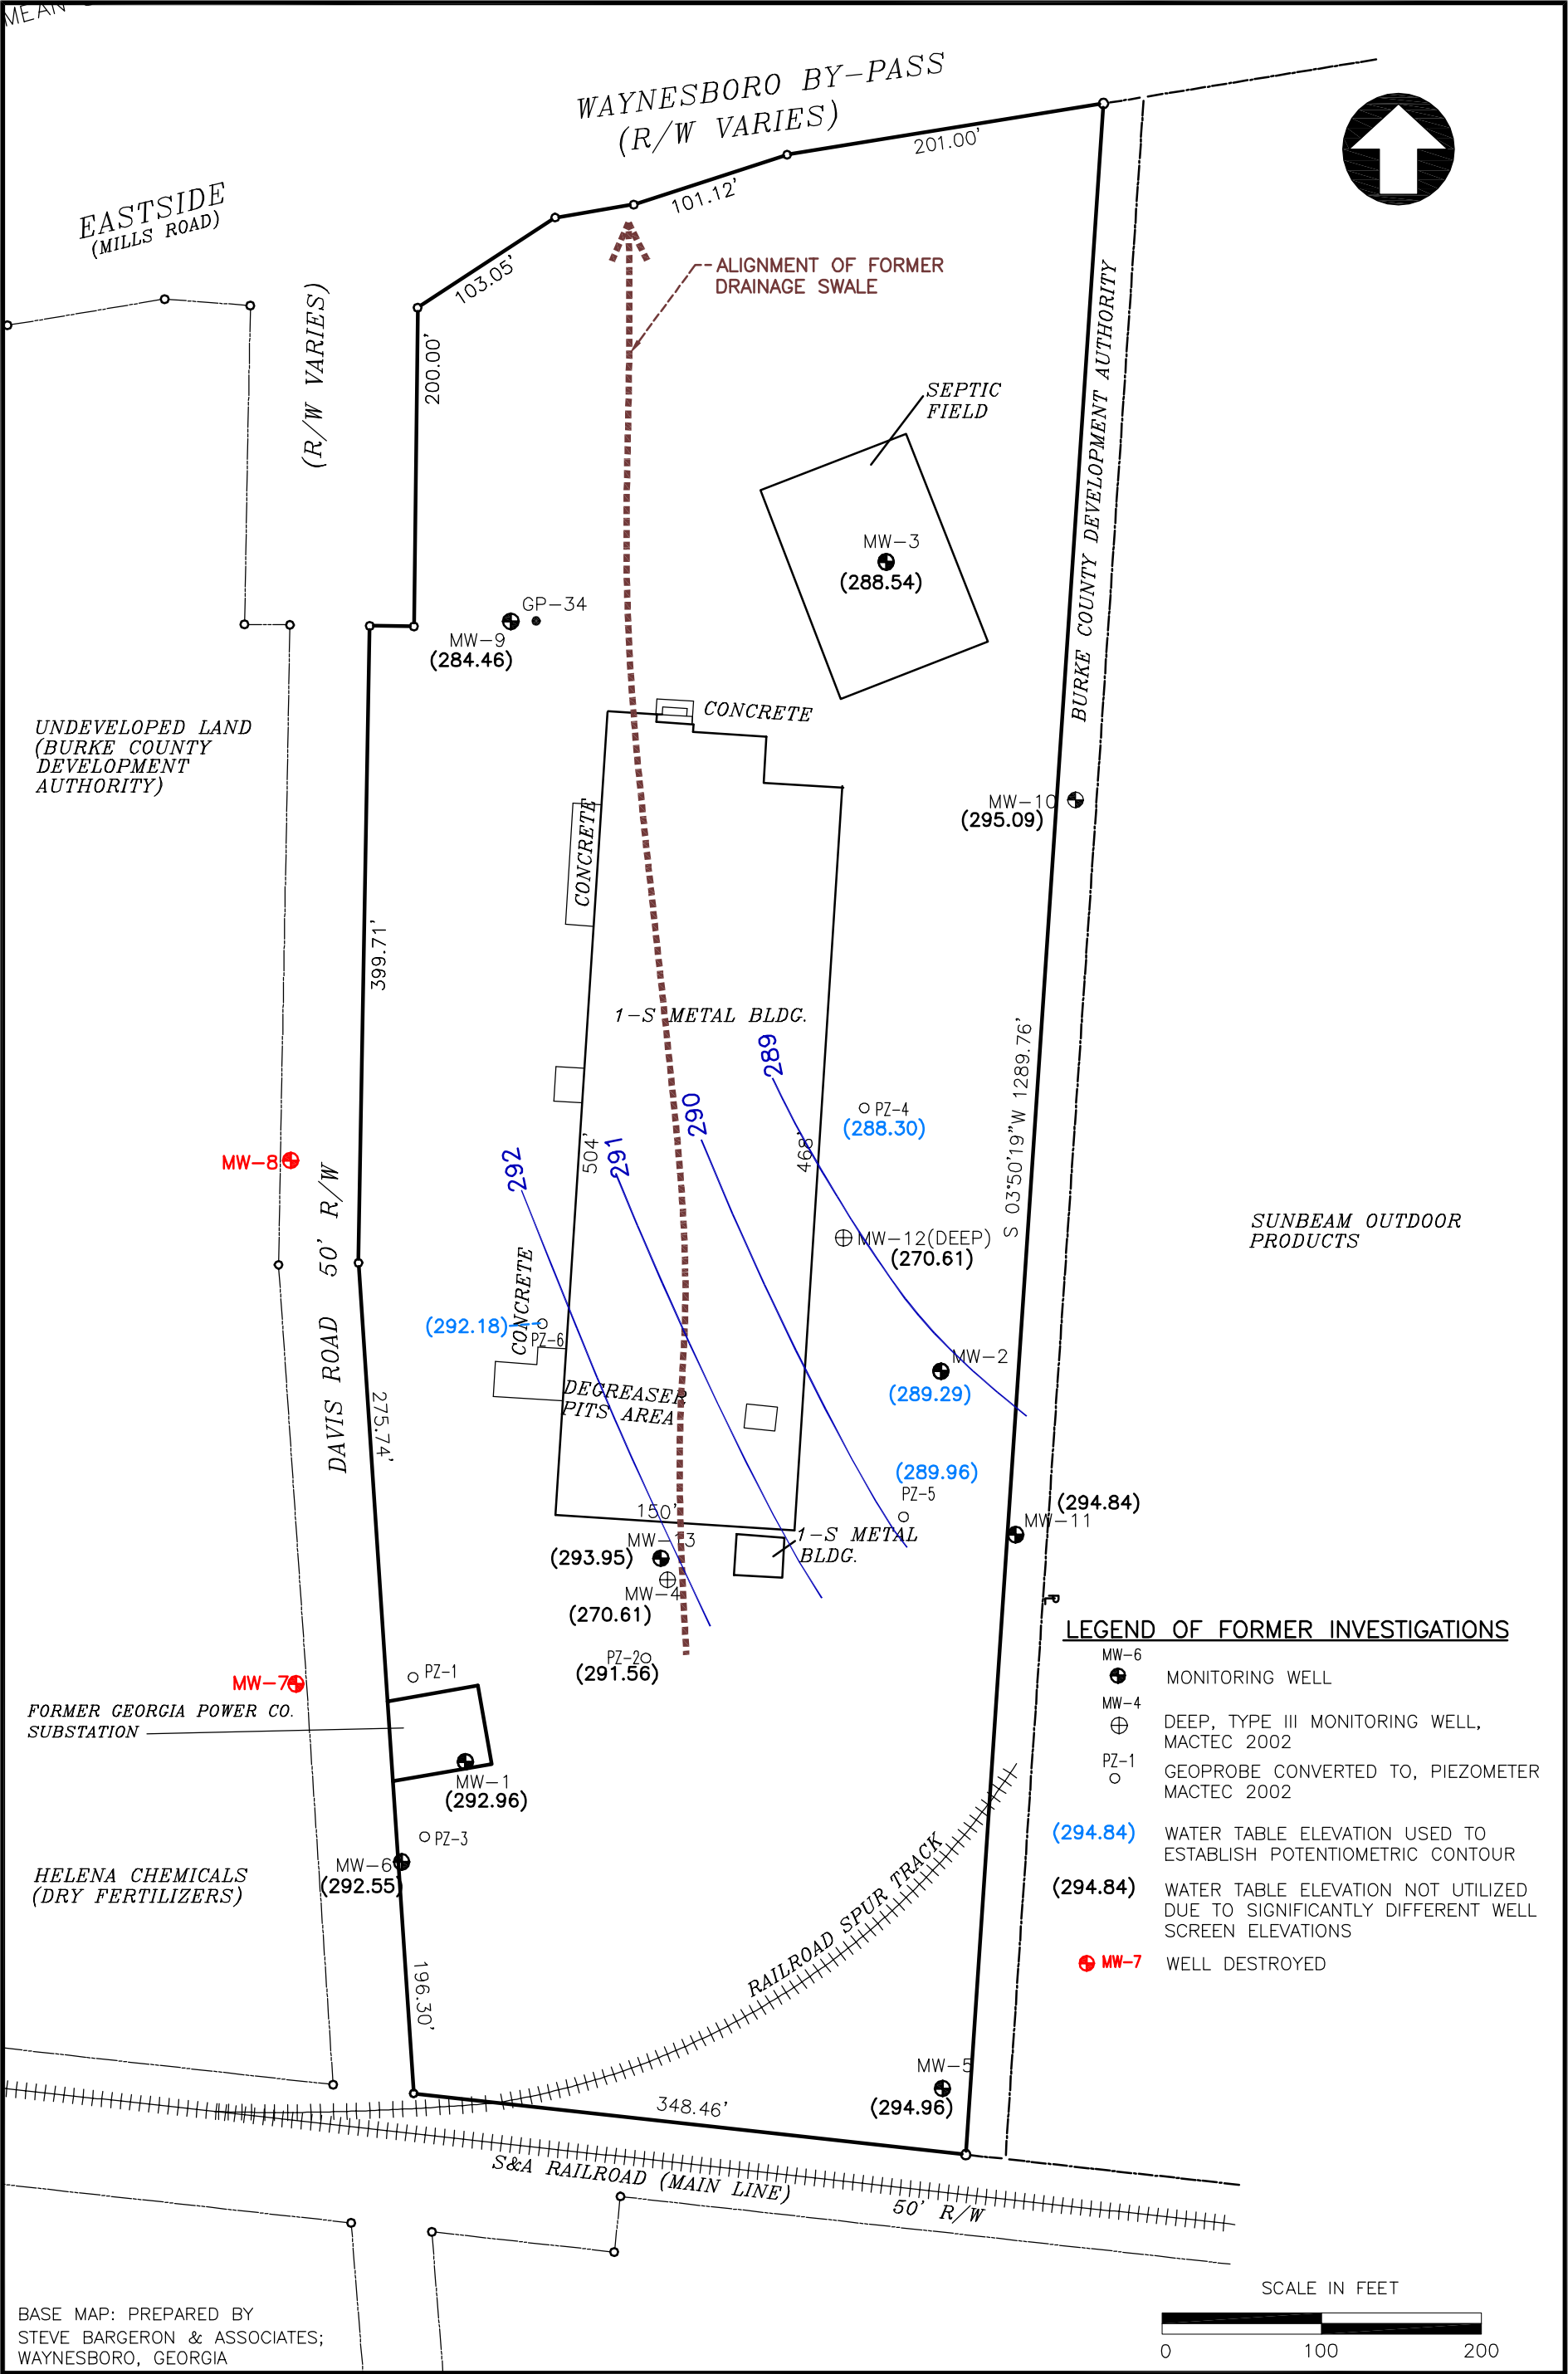 MEAN
WAYNESBORO BY-PASS
(R/W VARIES)
201.00'
101.12'
EASTSIDE
(MILLS ROAD)
103.05'
ALIGNMENT OF FORMER
DRAINAGE SWALE
(R/W VARIES)
200.00'
SEPTIC
FIELD
BURKE COUNTY DEVELOPMENT AUTHORITY
MW-3
(288.54)
GP-34
MW-9
(284.46)
CONCRETE
UNDEVELOPED LAND
(BURKE COUNTY
DEVELOPMENT
AUTHORITY)
MW-10
(295.09)
CONCRETE
399.71'
1-S METAL BLDG.
S 03°50'19"W 1289.76'
289
290
291
292
PZ-4
(288.30)
504'
468'
MW-8
DAVIS ROAD 50' R/W
SUNBEAM OUTDOOR
PRODUCTS
MW-12(DEEP)
(270.61)
CONCRETE
(292.18)
PZ-6
MW-2
(289.29)
DEGREASER
PITS AREA
275.74'
(289.96)
PZ-5
150'
(294.84)
MW-11
1-S METAL
BLDG.
MW-13
(293.95)
MW-4
(270.61)
PZ-2
(291.56)
PZ-1
MW-7
FORMER GEORGIA POWER CO.
SUBSTATION
MW-1
(292.96)
PZ-3
MW-6
(292.55)
HELENA CHEMICALS
(DRY FERTILIZERS)
196.30'
RAILROAD SPUR TRACK
MW-5
(294.96)
348.46'
S&A RAILROAD (MAIN LINE)
50' R/W
LEGEND OF FORMER INVESTIGATIONS
MW-6
MONITORING WELL
MW-4
DEEP, TYPE III MONITORING WELL,
MACTEC 2002
PZ-1
GEOPROBE CONVERTED TO, PIEZOMETER
MACTEC 2002
(294.84) WATER TABLE ELEVATION USED TO
ESTABLISH POTENTIOMETRIC CONTOUR
(294.84) WATER TABLE ELEVATION NOT UTILIZED
DUE TO SIGNIFICANTLY DIFFERENT WELL
SCREEN ELEVATIONS
MW-7 WELL DESTROYED
SCALE IN FEET
0 100 200
BASE MAP: PREPARED BY
STEVE BARGERON & ASSOCIATES;
WAYNESBORO, GEORGIA